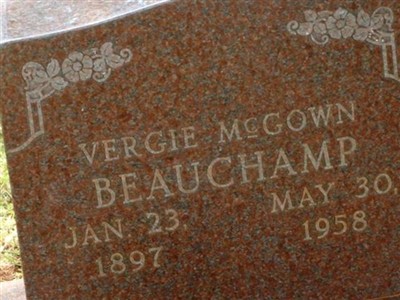 VERGIE McGOWN
BEAUCHAMP
JAN. 23, MAY 30,
1897 1958